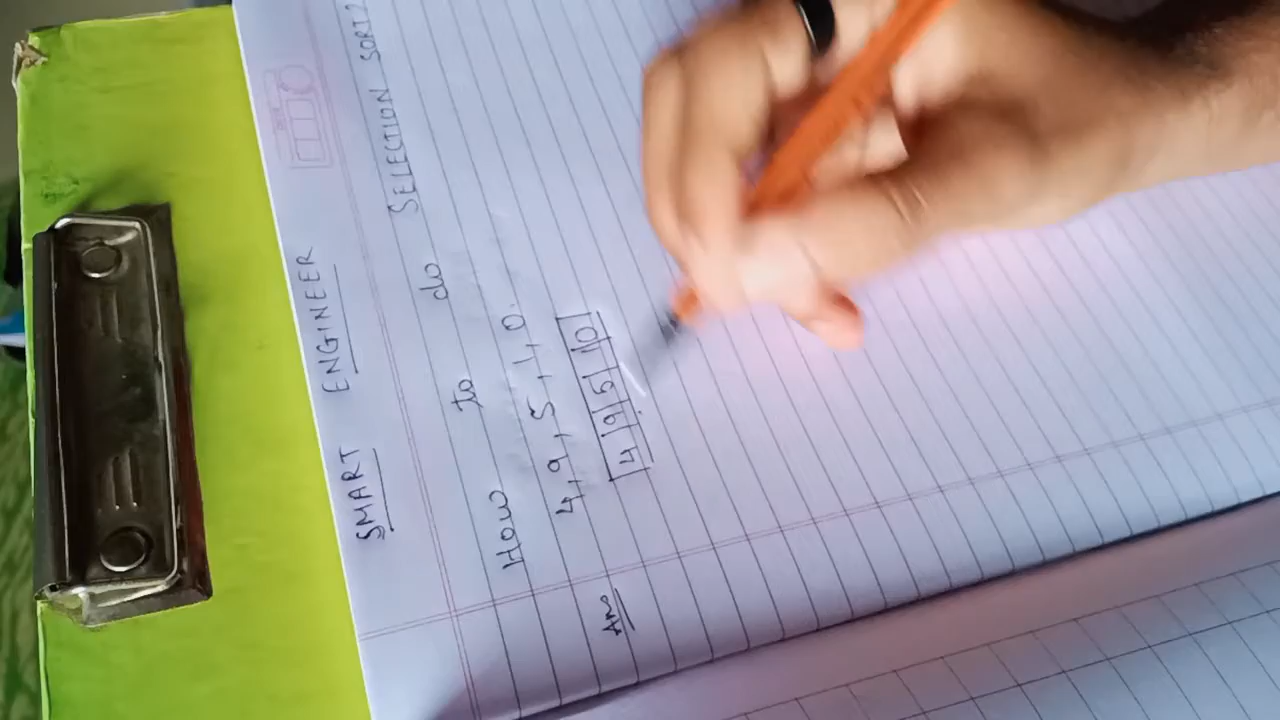 SMART ENGINEER
How to do SELECTION SORT?
4, 9, 5, 1, 0.
Ans 4 9 5 1 0